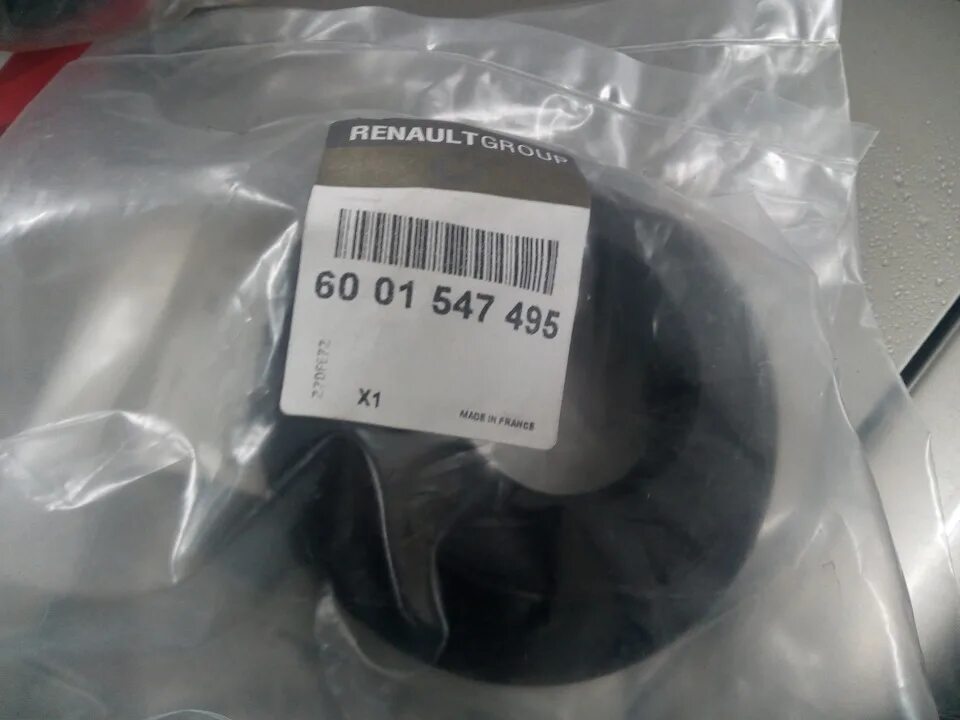 RENAULTGROUP
60 01 547 495
X1
MADE IN FRANCE